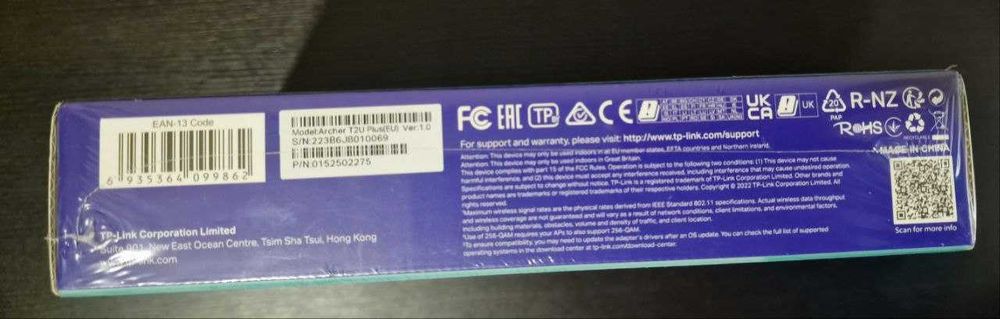 EAN-13 Code
6 935364 099862
Model:Archer T2U Plus(EU) Ver:1.0
S/N:223B6JB010069
P/N:0152502275
TP-Link Corporation Limited
Suite 901, New East Ocean Centre, Tsim Sha Tsui, Hong Kong
FC EAC TP CE UKCA UK
20
PAP
R-NZ
RoHS
For support and warranty, please visit: http://www.tp-link.com/support
Attention: This device may only be used indoors in all EU member states, EFTA countries and Northern Ireland.
Attention: This device may only be used indoors in Great Britain.
This device complies with part 15 of the FCC Rules. Operation is subject to the following two conditions: (1) This device may not cause
harmful interference, and (2) this device must accept any interference received, including interference that may cause undesired operation.
Specifications are subject to change without notice. TP-Link is a registered trademark of TP-Link Corporation Limited. Other brands and
product names are trademarks or registered trademarks of their respective holders. Copyright © 2022 TP-Link Corporation Limited. All
rights reserved.
*Maximum wireless signal rates are the physical rates derived from IEEE Standard 802.11 specifications. Actual wireless data throughput
and wireless coverage are not guaranteed and will vary as a result of network conditions, client limitations, and environmental factors,
including building materials, obstacles, volume and density of traffic, and client location.
*Use of 256-QAM requires your APs to also support 256-QAM.
*To ensure compatibility, you may need to update the adapter's drivers after an OS update. You can check the full list of supported
operating systems in the download center at tp-link.com/download-center.
MADE IN CHINA
Scan for more info